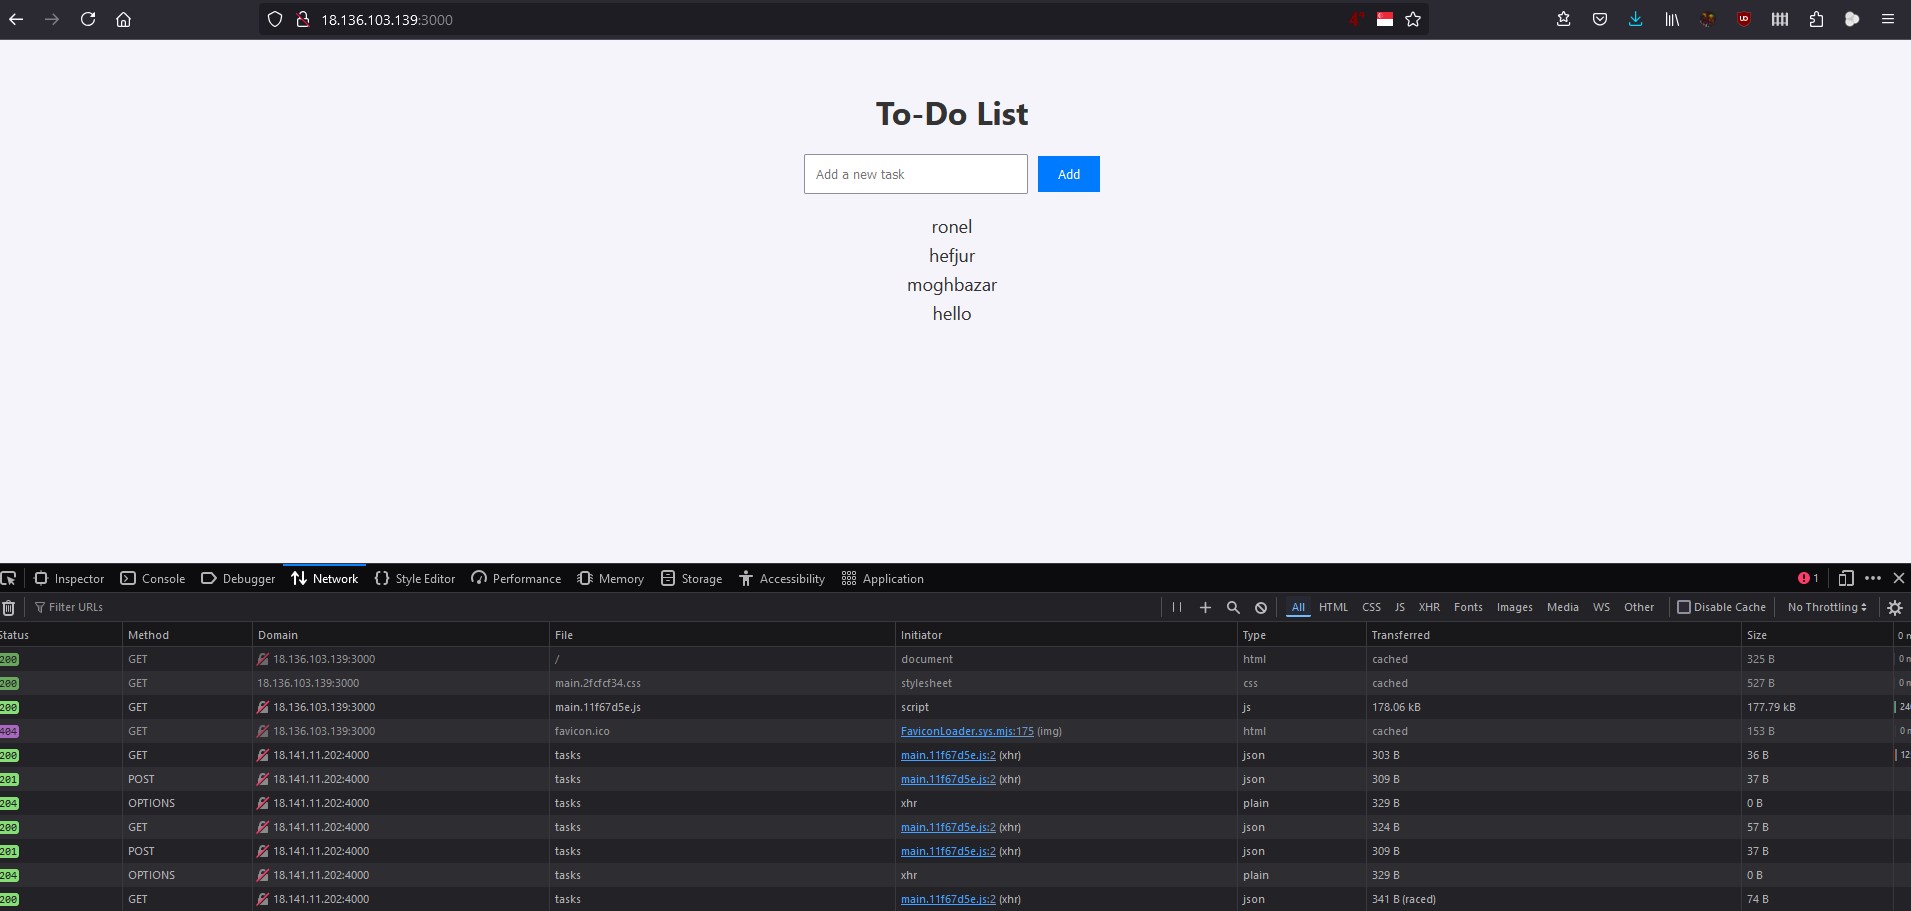 18.136.103.139:3000
To-Do List
Add a new task
Add
ronel
hefjur
moghbazar
hello
Inspector Console Debugger Network Style Editor Performance Memory Storage Accessibility Application 1
Filter URLs All HTML CSS JS XHR Fonts Images Media WS Other Disable Cache No Throttling
Status Method Domain File Initiator Type Transferred Size 0 m
200 GET 18.136.103.139:3000 / document html cached 325 B 0 m
200 GET 18.136.103.139:3000 main.2fcfcf34.css stylesheet css cached 527 B 0 m
200 GET 18.136.103.139:3000 main.11f67d5e.js script js 178.06 kB 177.79 kB 24
404 GET 18.136.103.139:3000 favicon.ico FaviconLoader.sys.mjs:175 (img) html cached 153 B 0 m
200 GET 18.141.11.202:4000 tasks main.11f67d5e.js:2 (xhr) json 303 B 36 B 12
201 POST 18.141.11.202:4000 tasks main.11f67d5e.js:2 (xhr) json 309 B 37 B
204 OPTIONS 18.141.11.202:4000 tasks xhr plain 329 B 0 B
200 GET 18.141.11.202:4000 tasks main.11f67d5e.js:2 (xhr) json 324 B 57 B
201 POST 18.141.11.202:4000 tasks main.11f67d5e.js:2 (xhr) json 309 B 37 B
204 OPTIONS 18.141.11.202:4000 tasks xhr plain 329 B 0 B
200 GET 18.141.11.202:4000 tasks main.11f67d5e.js:2 (xhr) json 341 B (raced) 74 B